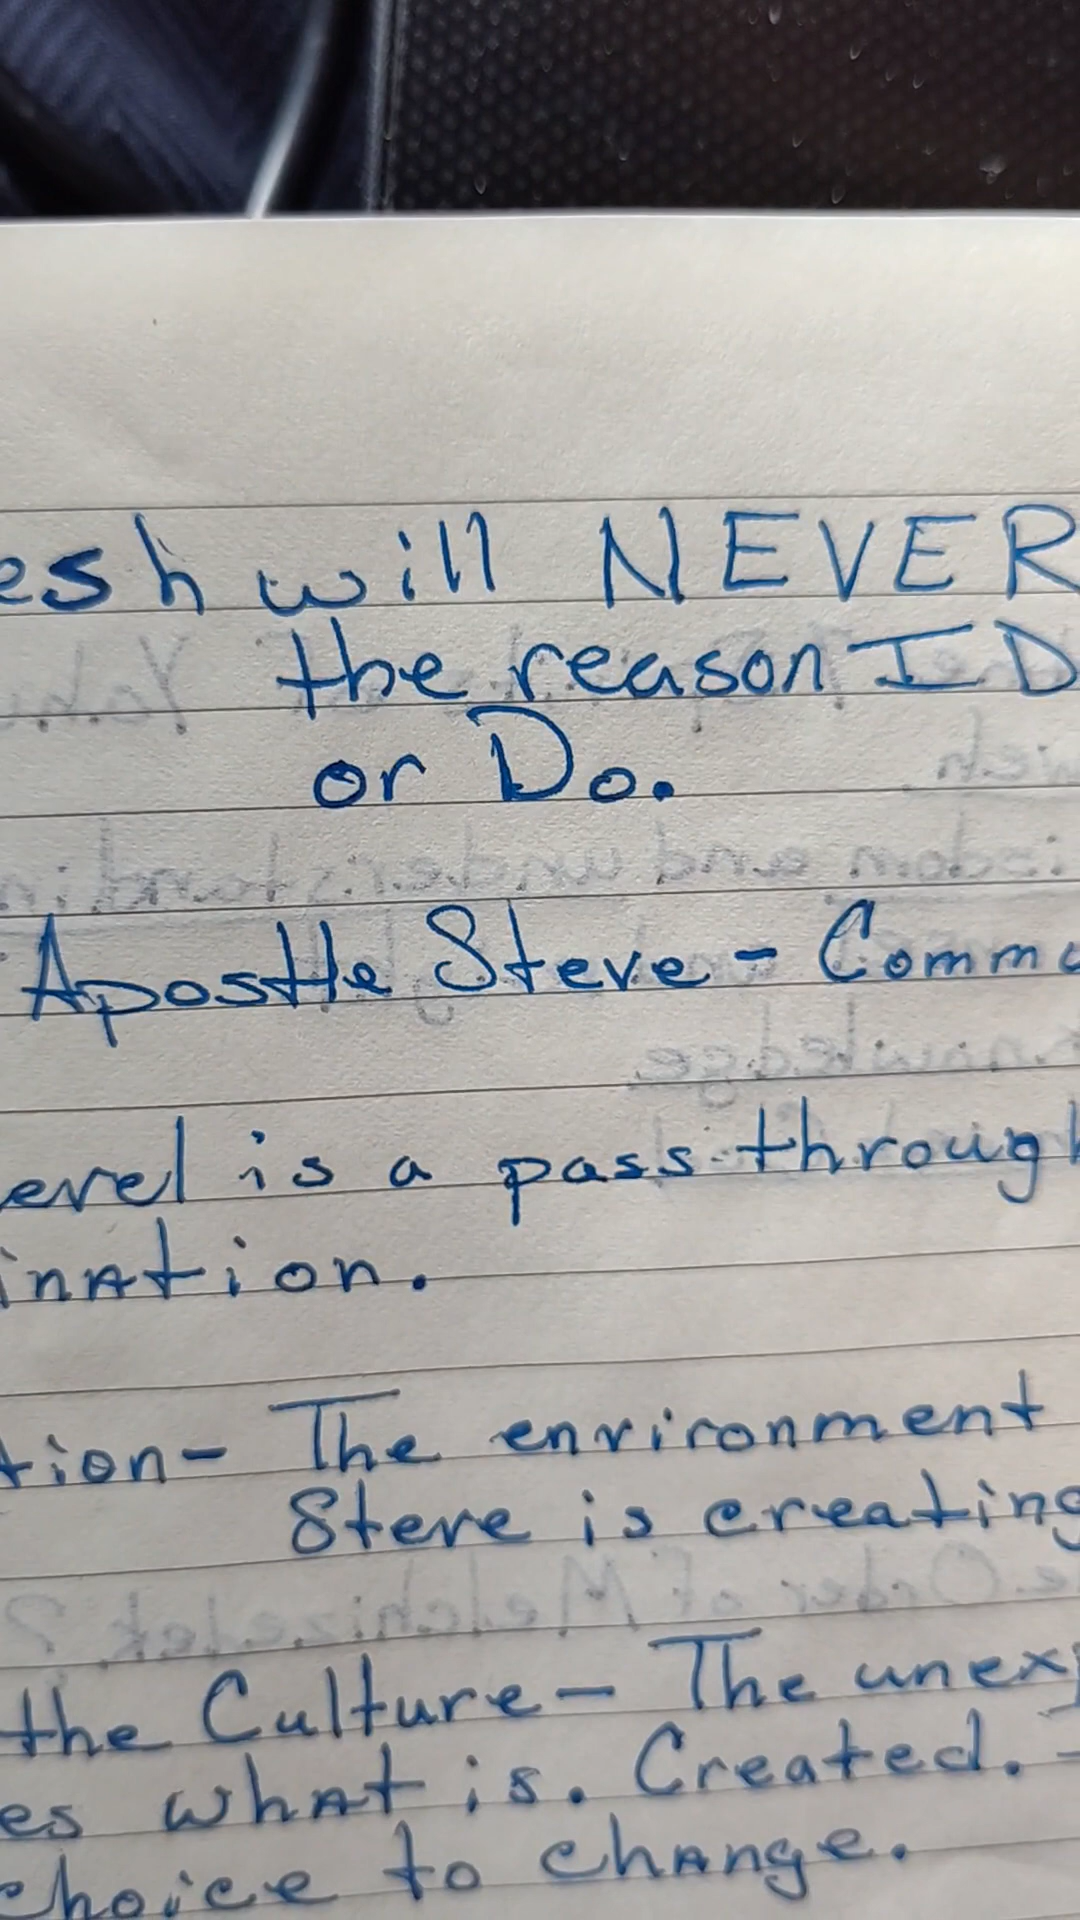 esh will NEVER
the reason I D
or Do.
Apostle Steve - Comm
evel is a pass through
ination.
tion - The environment
Steve is creating
the Culture - The unex
es what is. Created. -
choice to change.